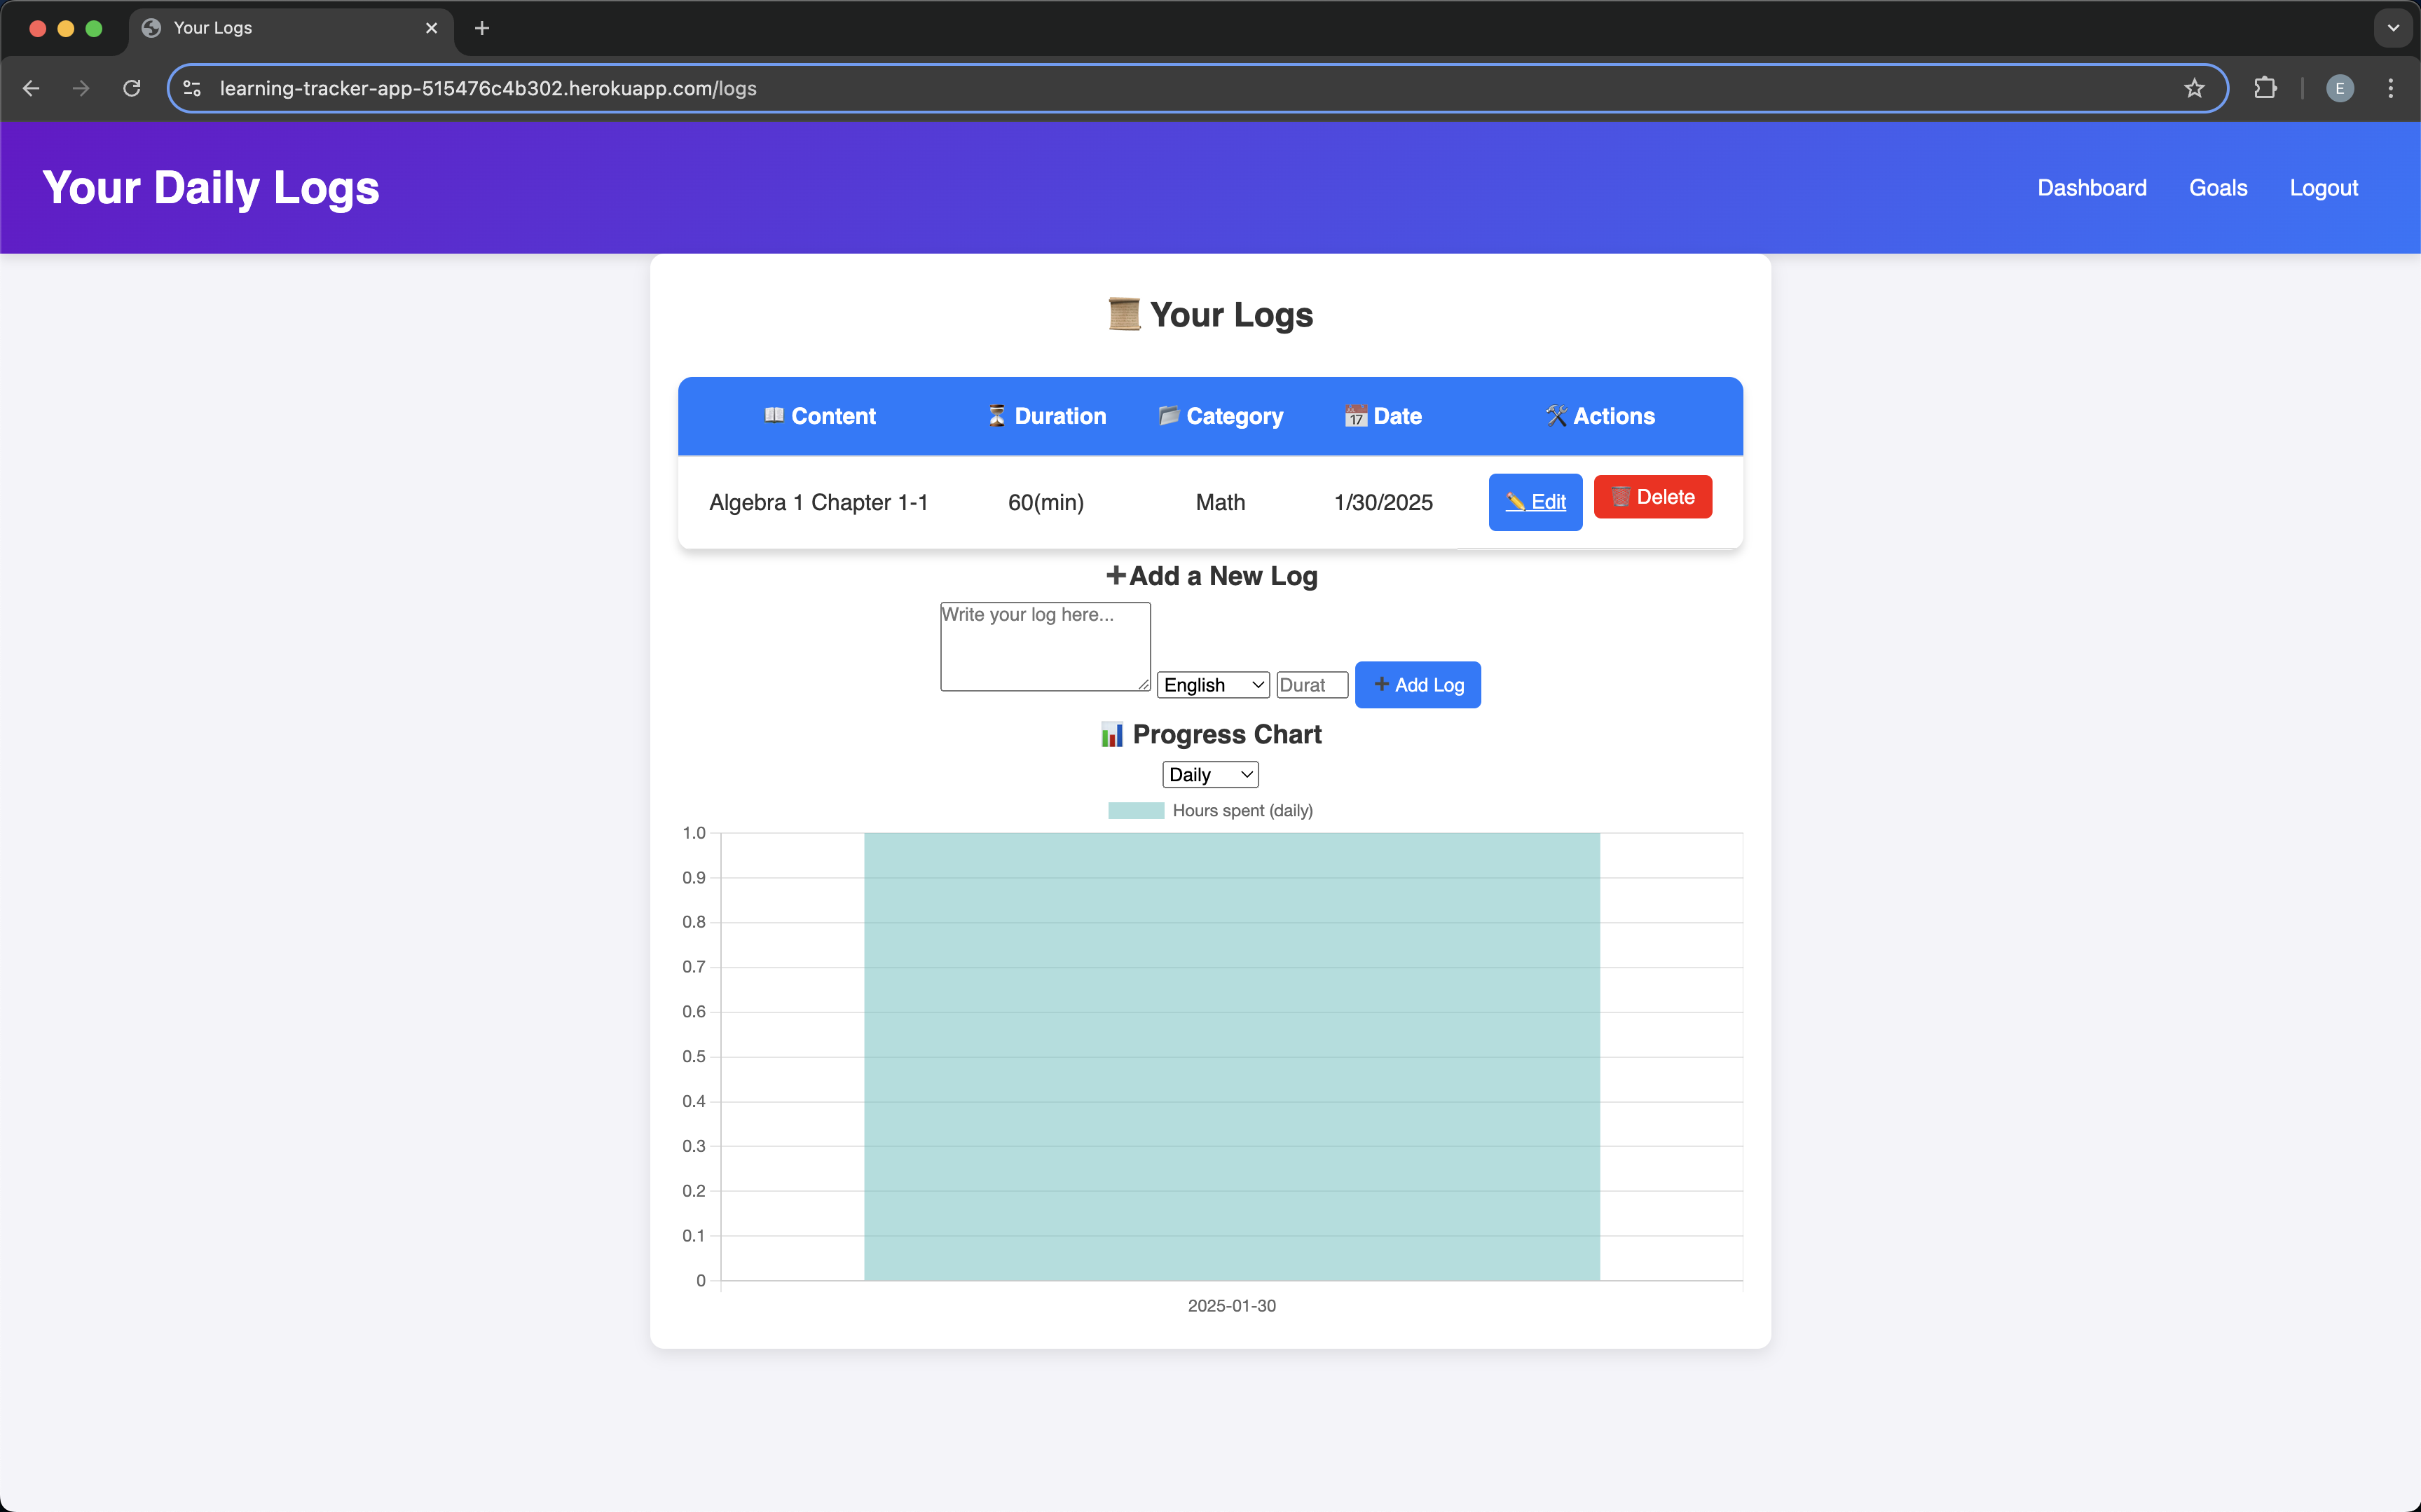 Your Logs
learning-tracker-app-515476c4b302.herokuapp.com/logs
E
Your Daily Logs
Dashboard Goals Logout
Your Logs
Content Duration Category 17 Date Actions
Algebra 1 Chapter 1-1 60(min) Math 1/30/2025 Edit Delete
+Add a New Log
Write your log here...
English Durat + Add Log
Progress Chart
Daily
Hours spent (daily)
1.0
0.9
0.8
0.7
0.6
0.5
0.4
0.3
0.2
0.1
0
2025-01-30